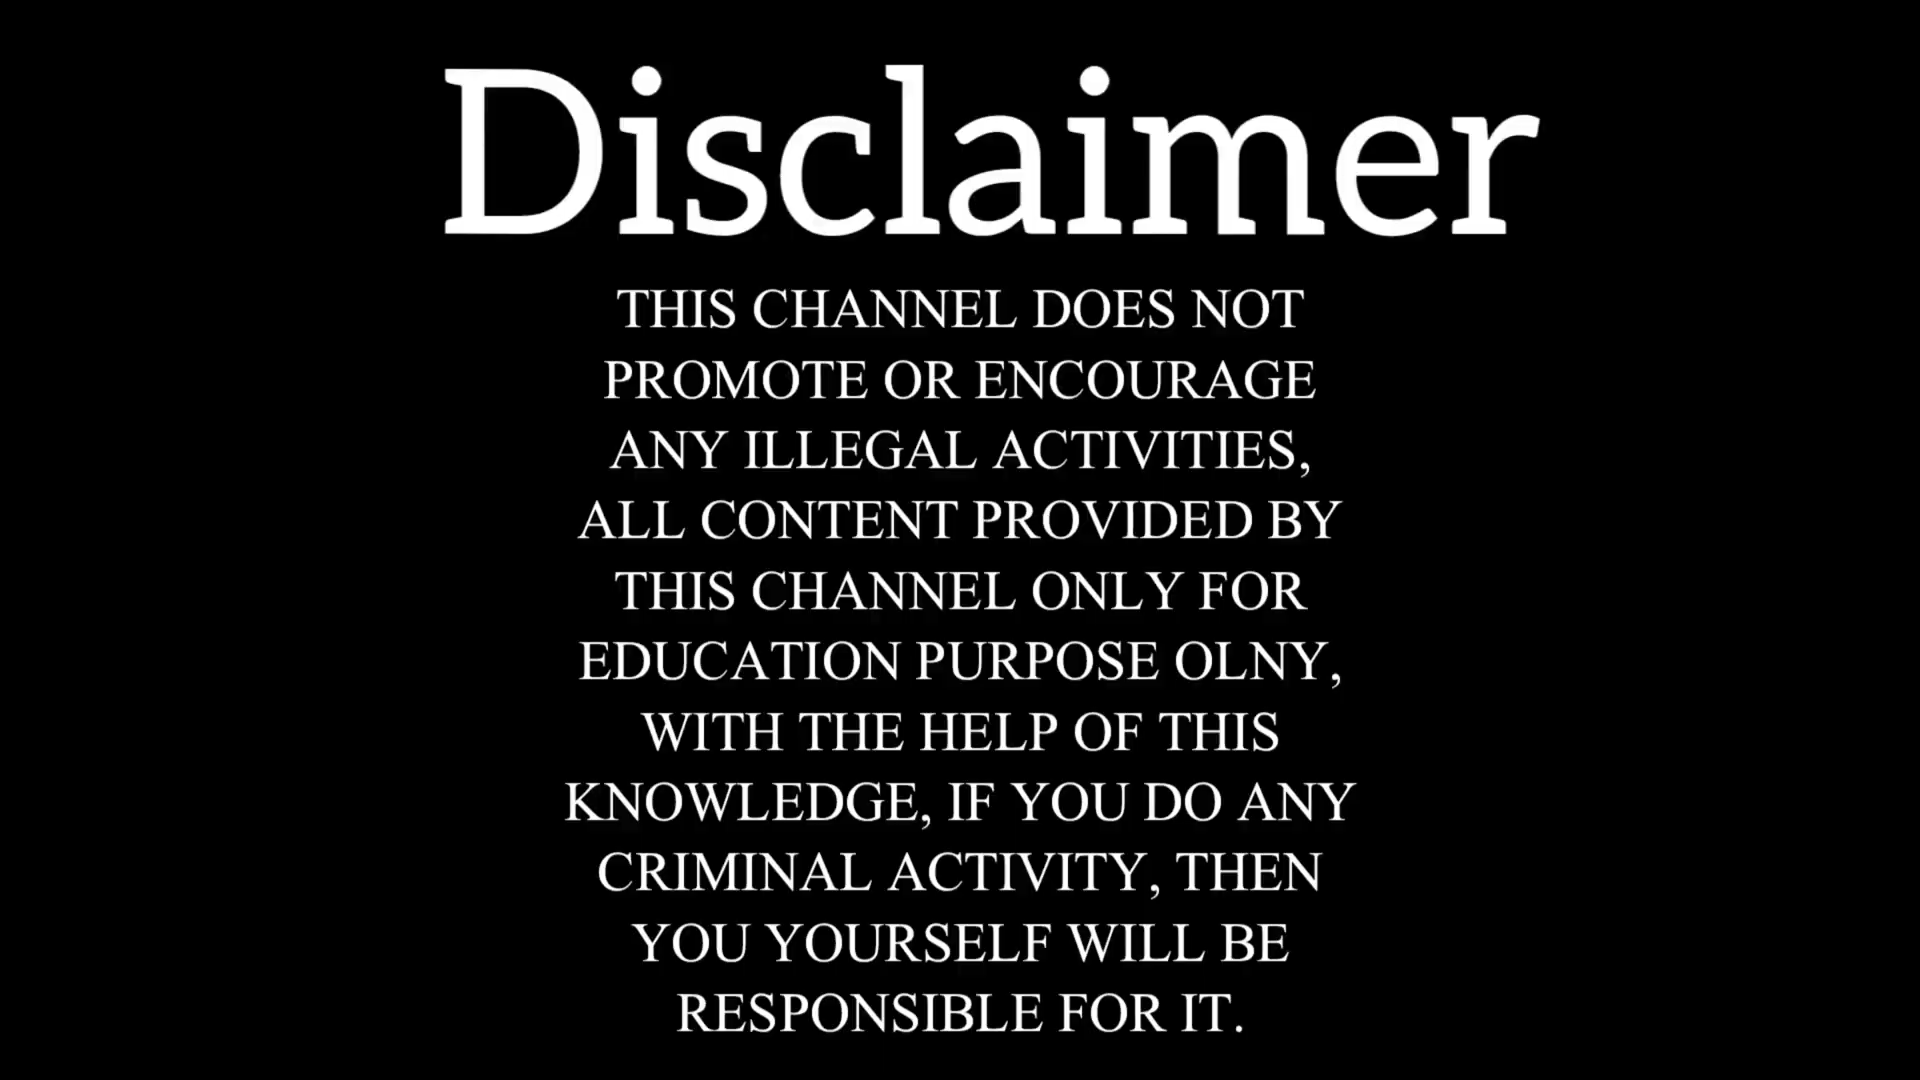 Disclaimer
THIS CHANNEL DOES NOT
PROMOTE OR ENCOURAGE
ANY ILLEGAL ACTIVITIES,
ALL CONTENT PROVIDED BY
THIS CHANNEL ONLY FOR
EDUCATION PURPOSE OLNY,
WITH THE HELP OF THIS
KNOWLEDGE, IF YOU DO ANY
CRIMINAL ACTIVITY, THEN
YOU YOURSELF WILL BE
RESPONSIBLE FOR IT.